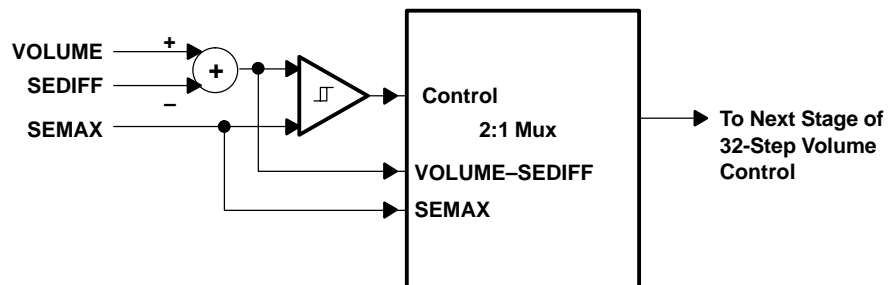 VOLUME
+
+
SEDIFF
–
SEMAX
Control
2:1 Mux
VOLUME–SEDIFF
SEMAX
To Next Stage of
32-Step Volume
Control